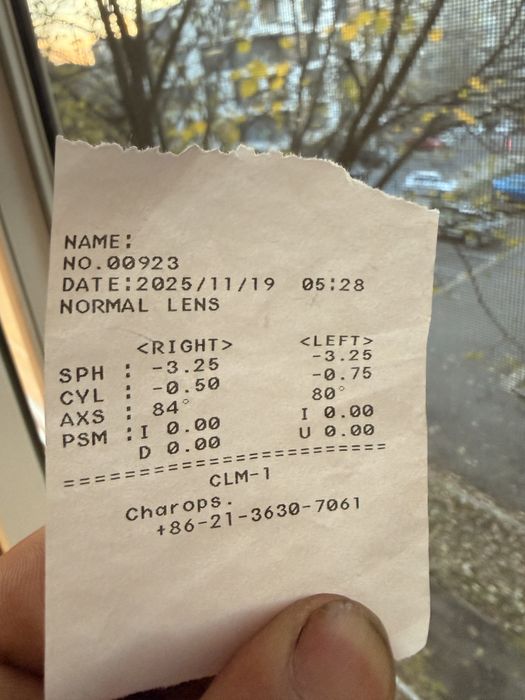 NAME:
NO.00923
DATE:2025/11/19 05:28
NORMAL LENS
<RIGHT> <LEFT>
SPH : -3.25 -3.25
CYL : -0.50 -0.75
AXS : 84° 80°
PSM :I 0.00 I 0.00
D 0.00 U 0.00
=========================
CLM-1
Charops.
+86-21-3630-7061